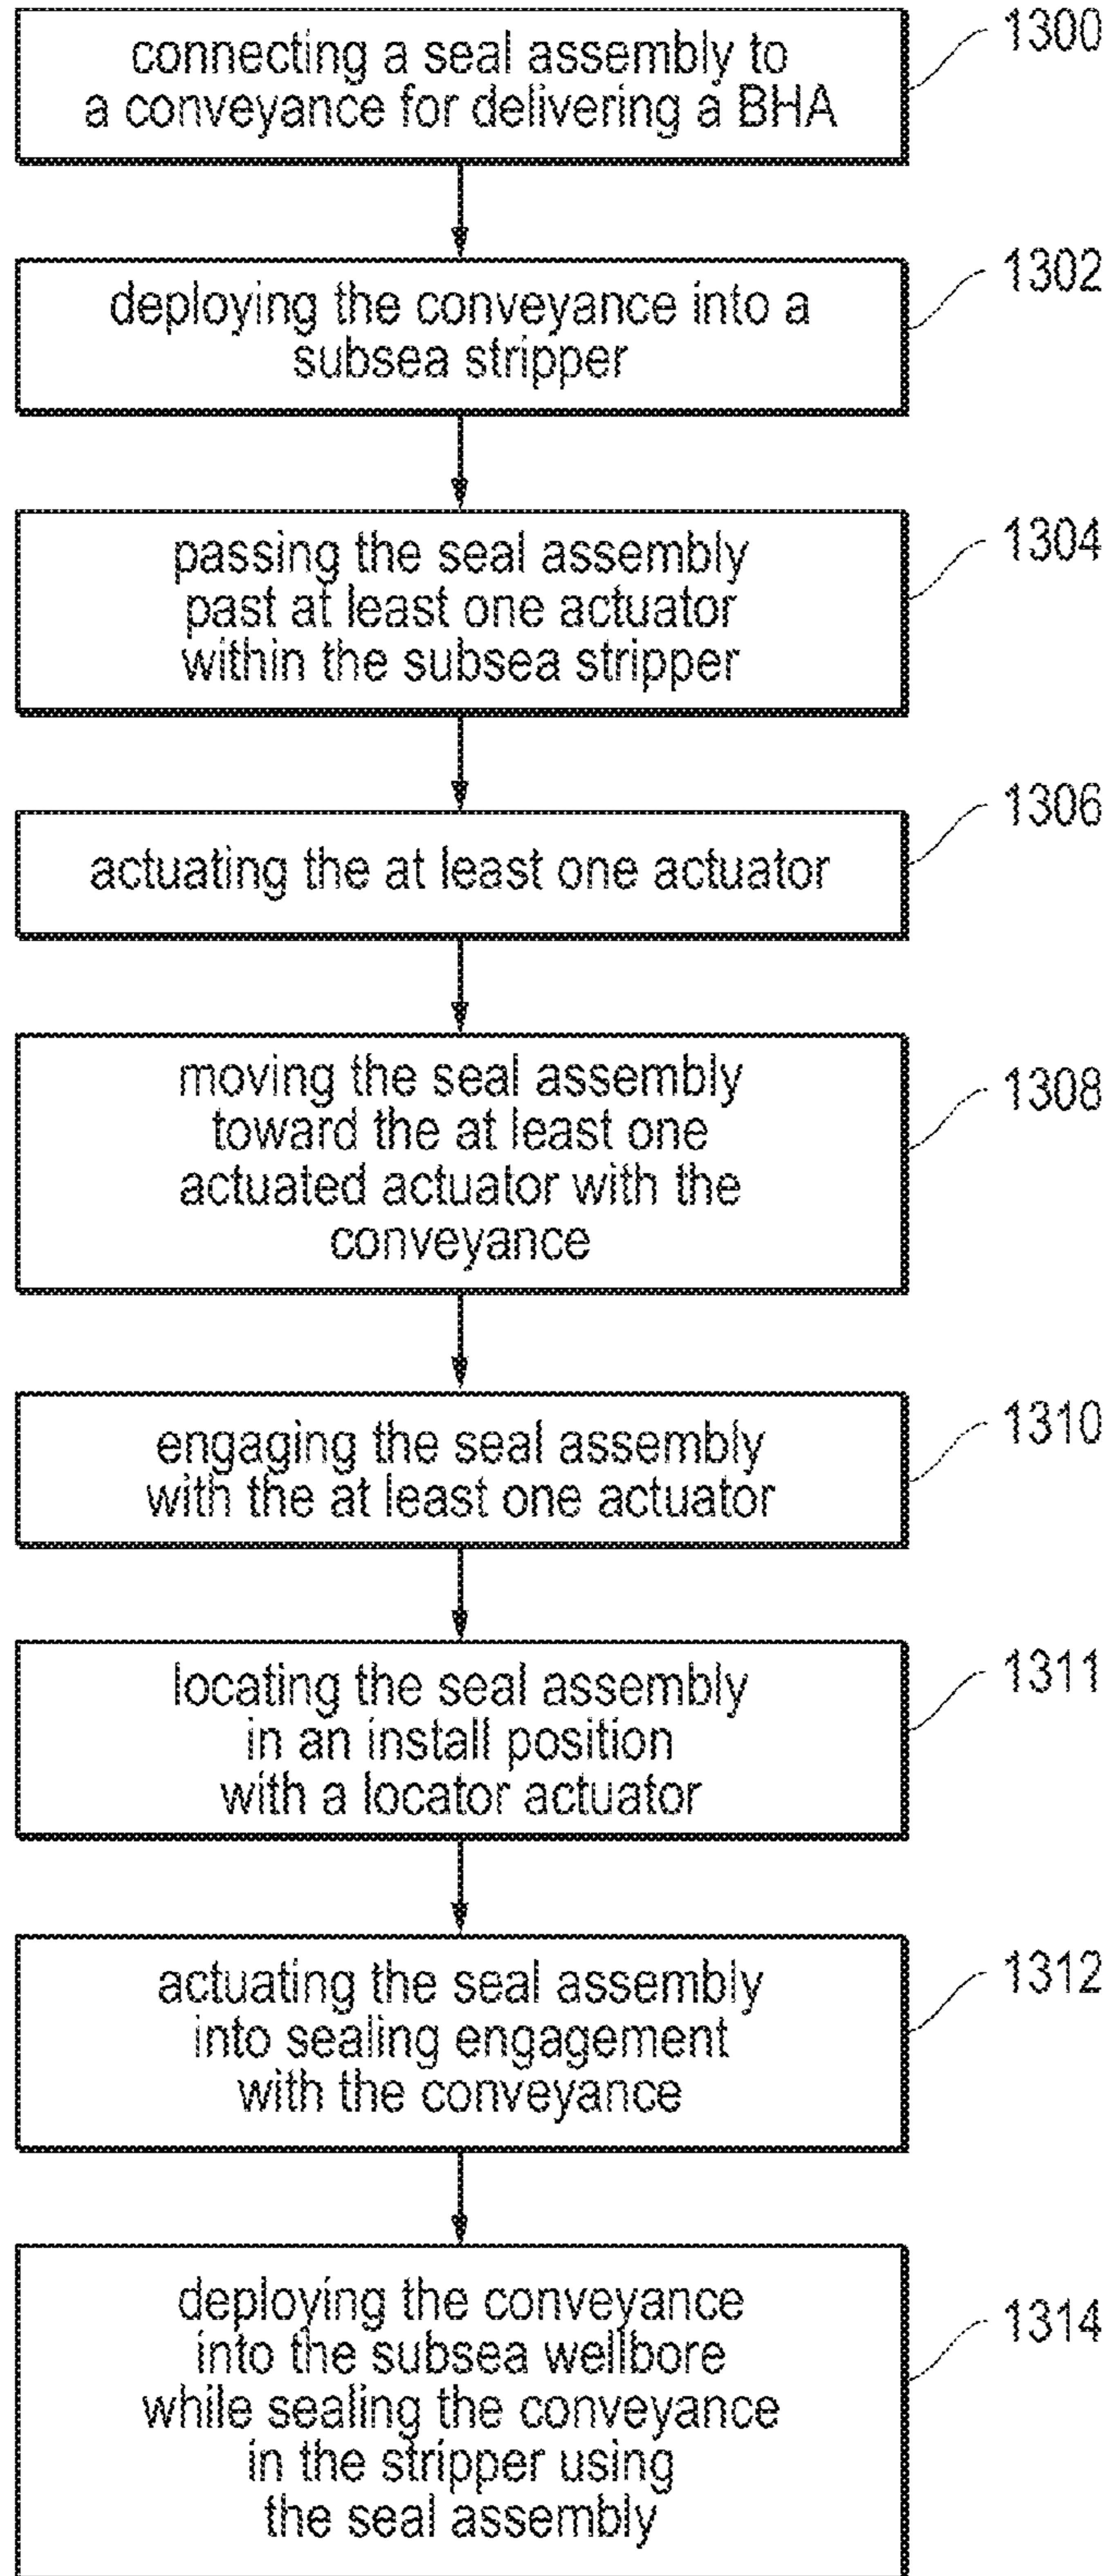 connecting a seal assembly to
a conveyance for delivering a BHA
1300
deploying the conveyance into a
subsea stripper
1302
passing the seal assembly
past at least one actuator
within the subsea stripper
1304
actuating the at least one actuator
1306
moving the seal assembly
toward the at least one
actuated actuator with the
conveyance
1308
engaging the seal assembly
with the at least one actuator
1310
locating the seal assembly
in an install position
with a locator actuator
1311
actuating the seal assembly
into sealing engagement
with the conveyance
1312
deploying the conveyance
into the subsea wellbore
while sealing the conveyance
in the stripper using
the seal assembly
1314